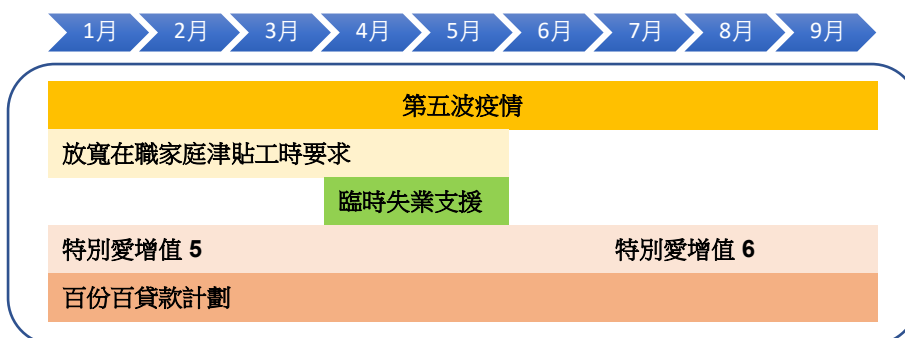 1月 2月 3月 4月 5月 6月 7月 8月 9月
第五波疫情
放寬在職家庭津貼工時要求
臨時失業支援
特別愛增值 5 特別愛增值 6
百份百貸款計劃